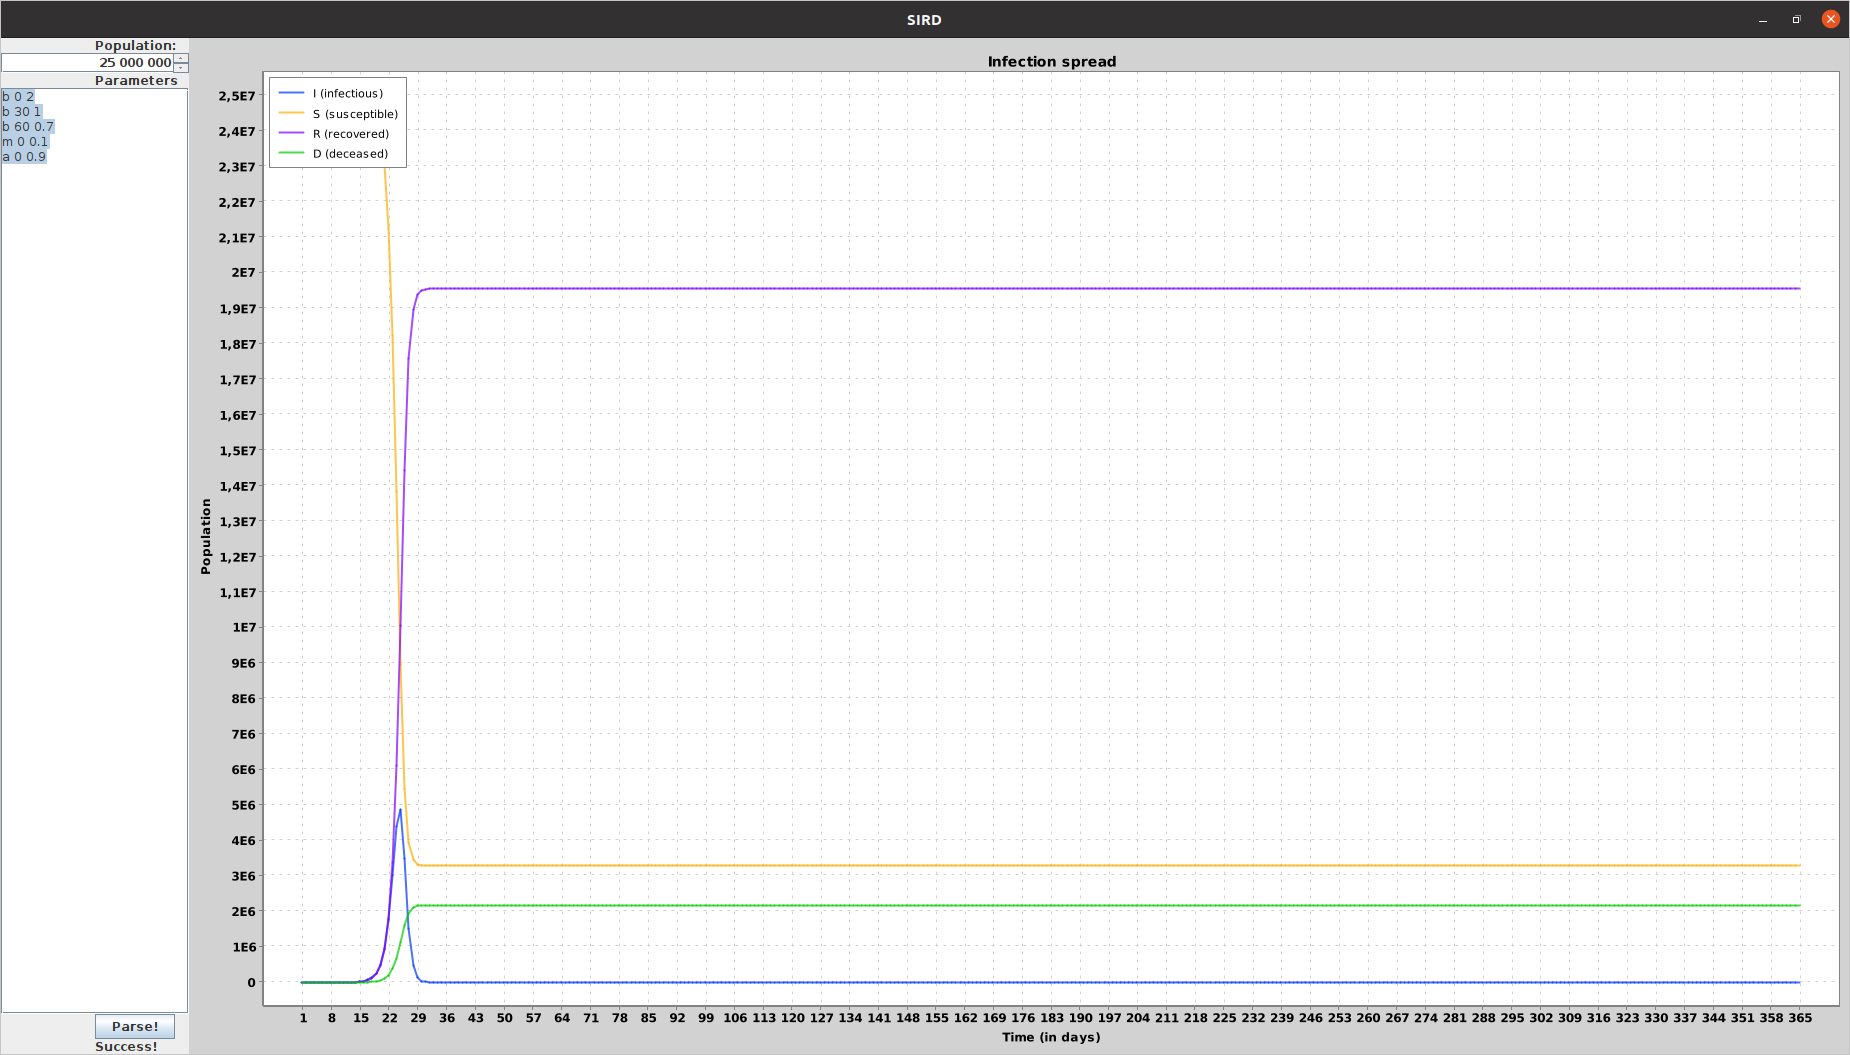 SIRD
Population:
25 000 000
Parameters
b 0 2
b 30 1
b 60 0.7
m 0 0.1
a 0 0.9
Parse!
Success!
Infection spread
I (infectious)
S (susceptible)
R (recovered)
D (deceased)
2,5E7
2,4E7
2,3E7
2,2E7
2,1E7
2E7
1,9E7
1,8E7
1,7E7
1,6E7
1,5E7
1,4E7
1,3E7
1,2E7
1,1E7
1E7
9E6
8E6
7E6
6E6
5E6
4E6
3E6
2E6
1E6
0
Population
1 8 15 22 29 36 43 50 57 64 71 78 85 92 99 106 113 120 127 134 141 148 155 162 169 176 183 190 197 204 211 218 225 232 239 246 253 260 267 274 281 288 295 302 309 316 323 330 337 344 351 358 365
Time (in days)